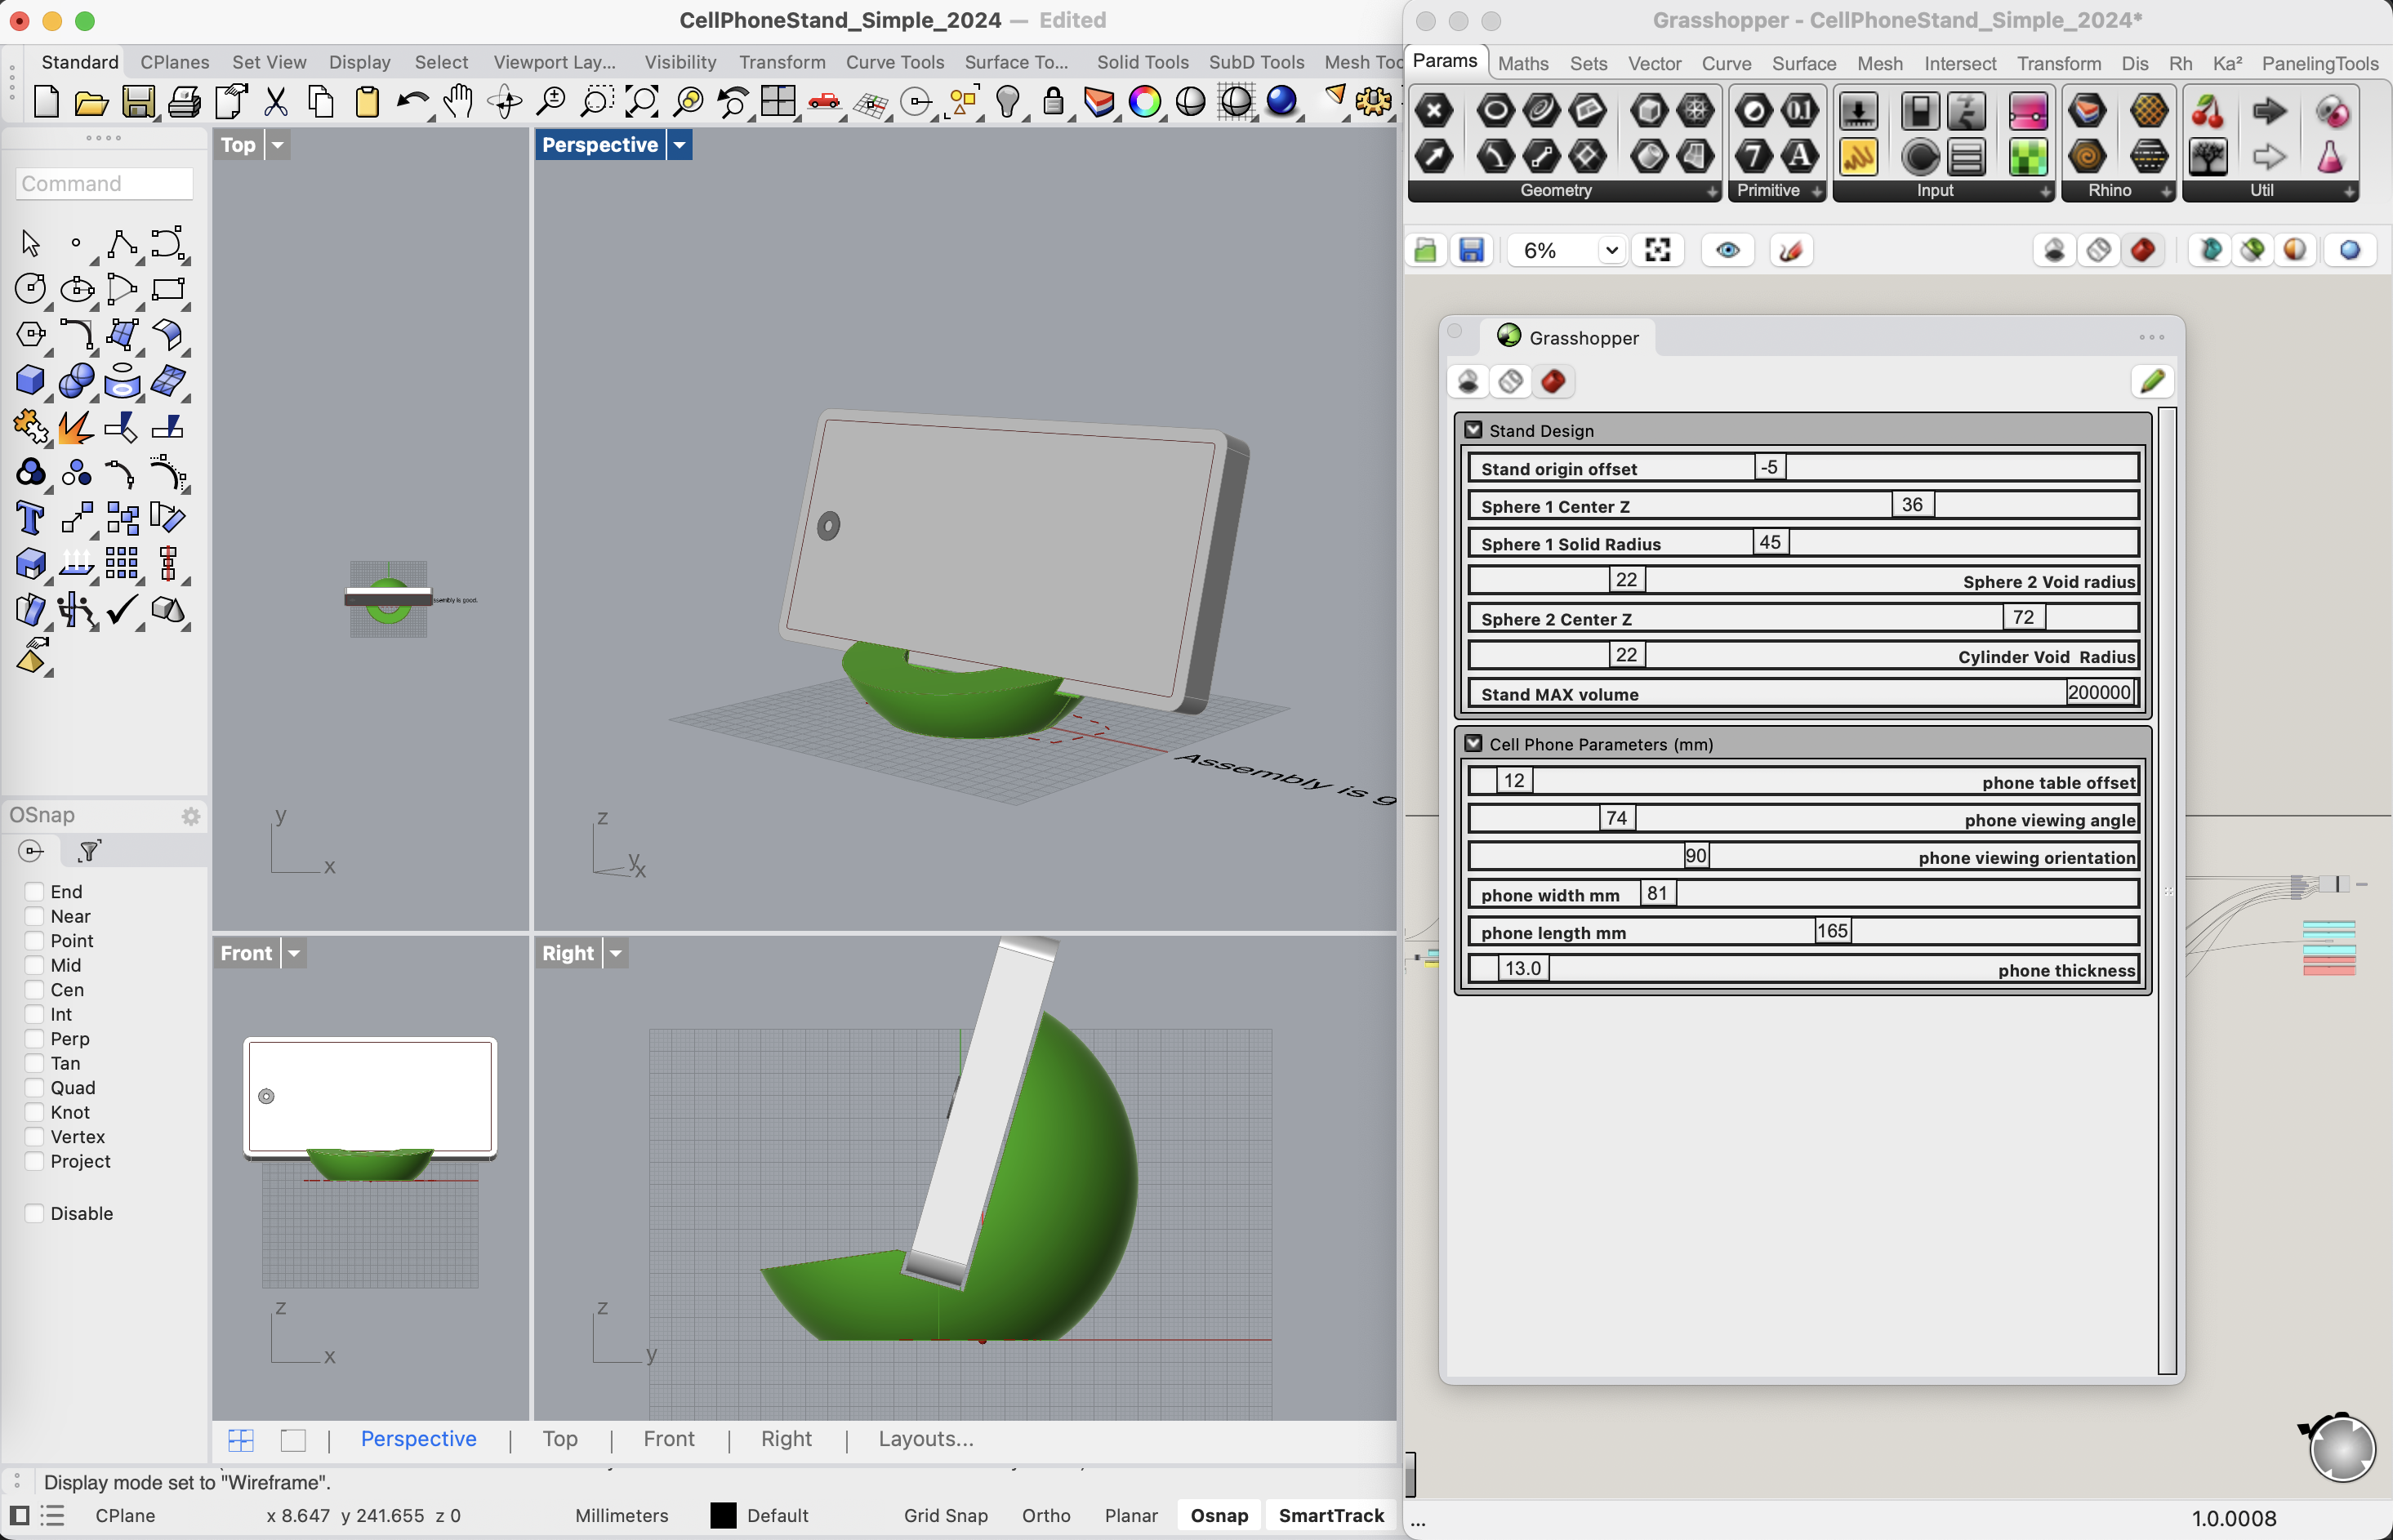 CellPhoneStand_Simple_2024 — Edited
Standard CPlanes Set View Display Select Viewport Lay... Visibility Transform Curve Tools Surface To... Solid Tools SubD Tools Mesh Too
Top
Perspective
Command
Assembly is good.
Assembly is g
y
x
z
y
x
OSnap
End
Near
Point
Mid
Cen
Int
Perp
Tan
Quad
Knot
Vertex
Project
Disable
Front
Right
z
x
z
y
Perspective | Top | Front | Right | Layouts...
Display mode set to "Wireframe".
CPlane x 8.647 y 241.655 z 0 Millimeters Default Grid Snap Ortho Planar Osnap SmartTrack
Grasshopper - CellPhoneStand_Simple_2024*
Params Maths Sets Vector Curve Surface Mesh Intersect Transform Dis Rh Ka² PanelingTools
Geometry Primitive Input Rhino Util
6%
Grasshopper
Stand Design
Stand origin offset -5
Sphere 1 Center Z 36
Sphere 1 Solid Radius 45
22 Sphere 2 Void radius
Sphere 2 Center Z 72
22 Cylinder Void Radius
Stand MAX volume 200000
Cell Phone Parameters (mm)
12 phone table offset
74 phone viewing angle
90 phone viewing orientation
phone width mm 81
phone length mm 165
13.0 phone thickness
...
1.0.0008